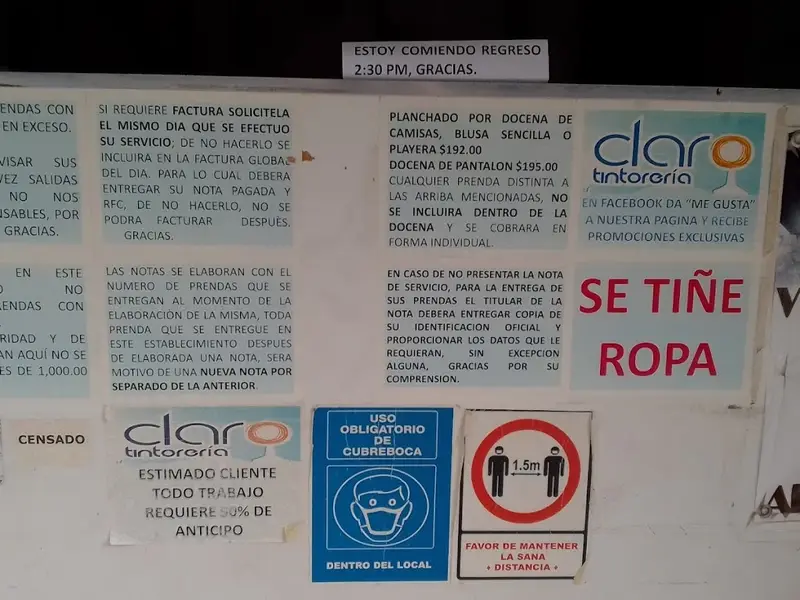 ESTOY COMIENDO REGRESO
2:30 PM, GRACIAS.
ENDAS CON
EN EXCESO.
VISAR SUS
VEZ SALIDAS
NO NOS
NSABLES, POR
GRACIAS.
SI REQUIERE FACTURA SOLICITELA
EL MISMO DIA QUE SE EFECTUO
SU SERVICIO; DE NO HACERLO SE
INCLUIRA EN LA FACTURA GLOBAL
DEL DIA. PARA LO CUAL DEBERA
ENTREGAR SU NOTA PAGADA Y
RFC, DE NO HACERLO, NO SE
PODRA FACTURAR DESPUÉS.
GRACIAS.
PLANCHADO POR DOCENA DE
CAMISAS, BLUSA SENCILLA O
PLAYERA $192.00
DOCENA DE PANTALON $195.00
CUALQUIER PRENDA DISTINTA A
LAS ARRIBA MENCIONADAS, NO
SE INCLUIRA DENTRO DE LA
DOCENA Y SE COBRARA EN
FORMA INDIVIDUAL.
claro
tintorería
EN FACEBOOK DA "ME GUSTA"
A NUESTRA PAGINA Y RECIBE
PROMOCIONES EXCLUSIVAS
EN ESTE
NO
RENDAS CON
RIDAD Y DE
AN AQUÍ NO SE
ES DE 1,000.00
LAS NOTAS SE ELABORAN CON EL
NUMERO DE PRENDAS QUE SE
ENTREGAN AL MOMENTO DE LA
ELABORACIÓN DE LA MISMA, TODA
PRENDA QUE SE ENTREGUE EN
ESTE ESTABLECIMIENTO DESPUES
DE ELABORADA UNA NOTA, SERA
MOTIVO DE UNA NUEVA NOTA POR
SEPARADO DE LA ANTERIOR.
EN CASO DE NO PRESENTAR LA NOTA
DE SERVICIO, PARA LA ENTREGA DE
SUS PRENDAS EL TITULAR DE LA
NOTA DEBERA ENTREGAR COPIA DE
SU IDENTIFICACION OFICIAL Y
PROPORCIONAR LOS DATOS QUE LE
REQUIERAN, SIN EXCEPCION
ALGUNA, GRACIAS POR SU
COMPRENSION.
SE TIÑE
ROPA
CENSADO
claro
tintorería
ESTIMADO CLIENTE
TODO TRABAJO
REQUIERE 50% DE
ANTICIPO
USO
OBLIGATORIO
DE
CUBREBOCA
DENTRO DEL LOCAL
1.5m
FAVOR DE MANTENER
LA SANA
+ DISTANCIA +